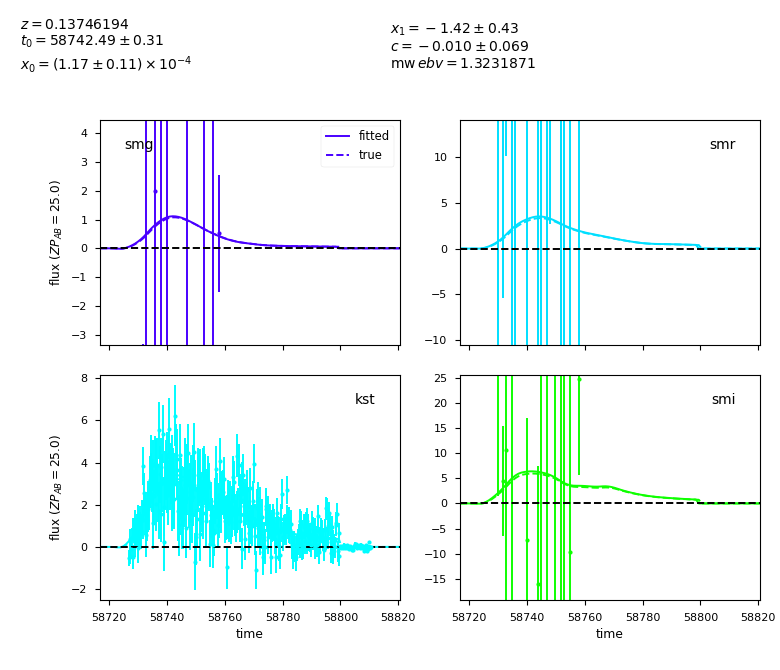 z = 0.13746194
t0 = 58742.49 ± 0.31
x0 = (1.17 ± 0.11) × 10^−4
x1 = −1.42 ± 0.43
c = −0.010 ± 0.069
mw ebv = 1.3231871
smg
fitted
true
flux (ZP_AB = 25.0)
4
3
2
1
0
−1
−2
−3
smr
10
5
0
−5
−10
kst
flux (ZP_AB = 25.0)
8
6
4
2
0
−2
58720 58740 58760 58780 58800 58820
time
smi
25
20
15
10
5
0
−5
−10
−15
58720 58740 58760 58780 58800 58820
time